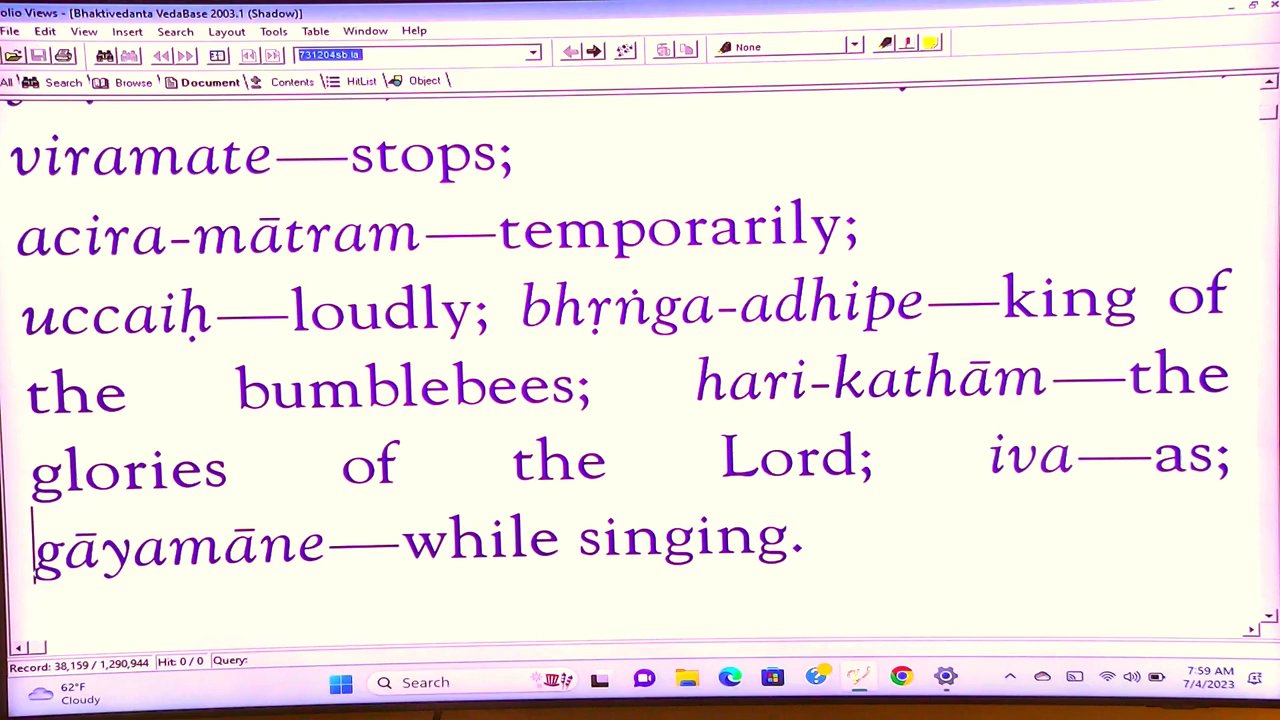 olio Views - [Bhaktivedanta VedaBase 2003.1 (Shadow)]
File Edit View Insert Search Layout Tools Table Window Help
731204sb.la None
All Search Browse Document Contents HitList Object
viramate—stops;
acira-mātram—temporarily;
uccaiḥ—loudly; bhṛṅga-adhipe—king of
the bumblebees; hari-kathām—the
glories of the Lord; iva—as;
gāyamāne—while singing.
Record: 38,159 / 1,290,944 Hit: 0 / 0 Query:
62°F
Cloudy
Search
7:59 AM
7/4/2023